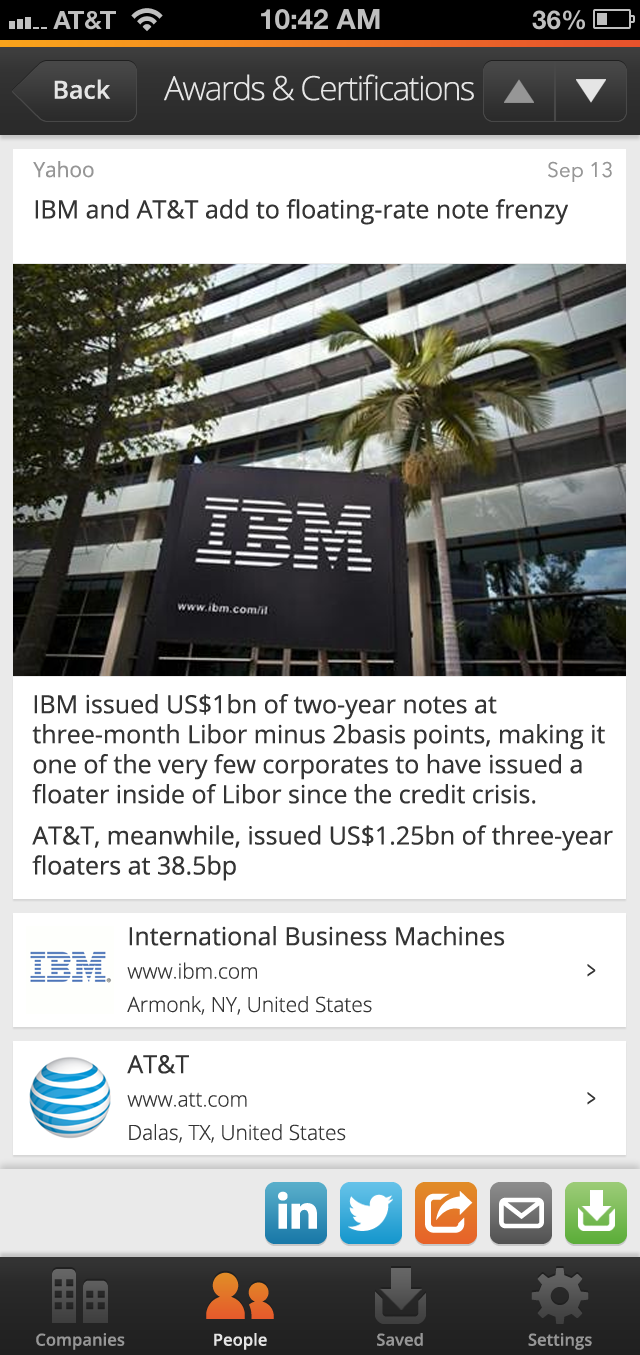 AT&T 10:42 AM 36%
Back Awards & Certifications
Yahoo Sep 13
IBM and AT&T add to floating-rate note frenzy
IBM
www.ibm.com/il
IBM issued US$1bn of two-year notes at
three-month Libor minus 2basis points, making it
one of the very few corporates to have issued a
floater inside of Libor since the credit crisis.
AT&T, meanwhile, issued US$1.25bn of three-year
floaters at 38.5bp
IBM®
International Business Machines
www.ibm.com
Armonk, NY, United States
AT&T
www.att.com
Dalas, TX, United States
in
Companies People Saved Settings